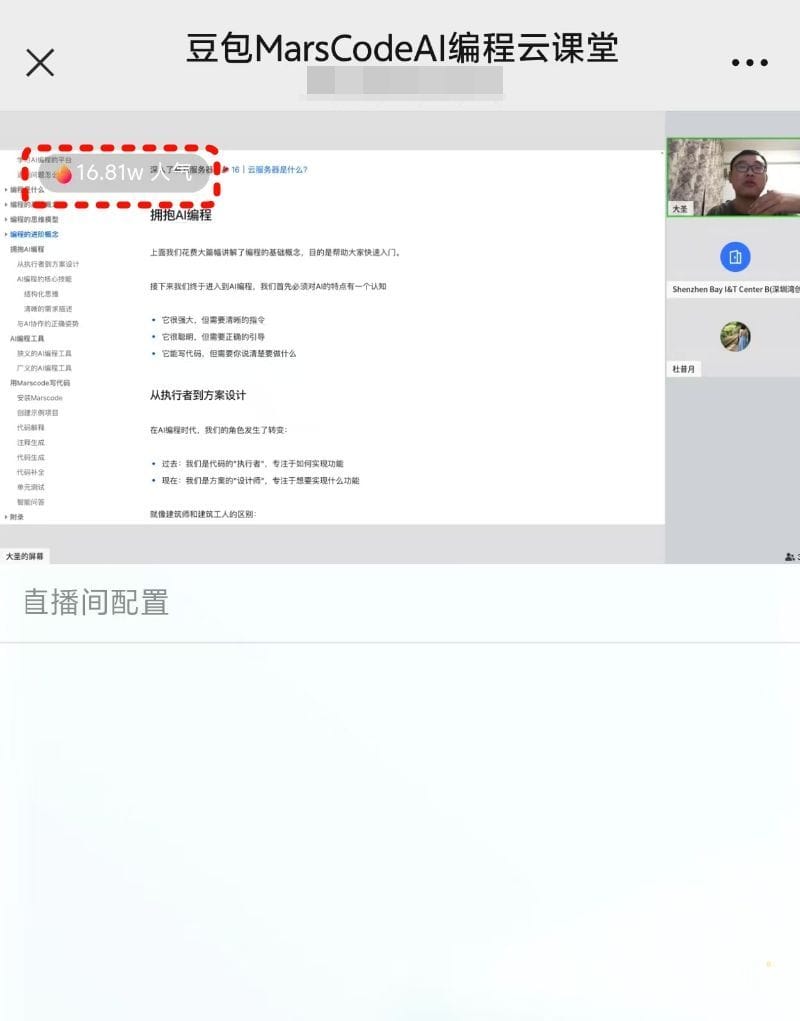 豆包MarsCodeAI编程云课堂
16.81w 人气
学习AI编程的平台
编程是什么
编程的思维模型
编程的进阶概念
拥抱AI编程
从执行者到方案设计
AI编程的核心技能
结构化思维
清晰的需求描述
与AI协作的正确姿势
AI编程工具
狭义的AI编程工具
广义的AI编程工具
用Marscode写代码
安装Marscode
创建示例项目
代码解释
注释生成
代码生成
代码补全
单元测试
智能问答
附录
16 | 云服务器是什么?
拥抱AI编程
上面我们花费大篇幅讲解了编程的基础概念,目的是帮助大家快速入门。
接下来我们终于进入到AI编程,我们首先必须对AI的特点有一个认知
• 它很强大,但需要清晰的指令
• 它很聪明,但需要正确的引导
• 它能写代码,但需要你说清楚要做什么
从执行者到方案设计
在AI编程时代,我们的角色发生了转变:
• 过去:我们是代码的"执行者",专注于如何实现功能
• 现在:我们是方案的"设计师",专注于想要实现什么功能
就像建筑师和建筑工人的区别:
大圣的屏幕
大圣
Shenzhen Bay I&T Center B(深圳湾创
杜昔月
直播间配置